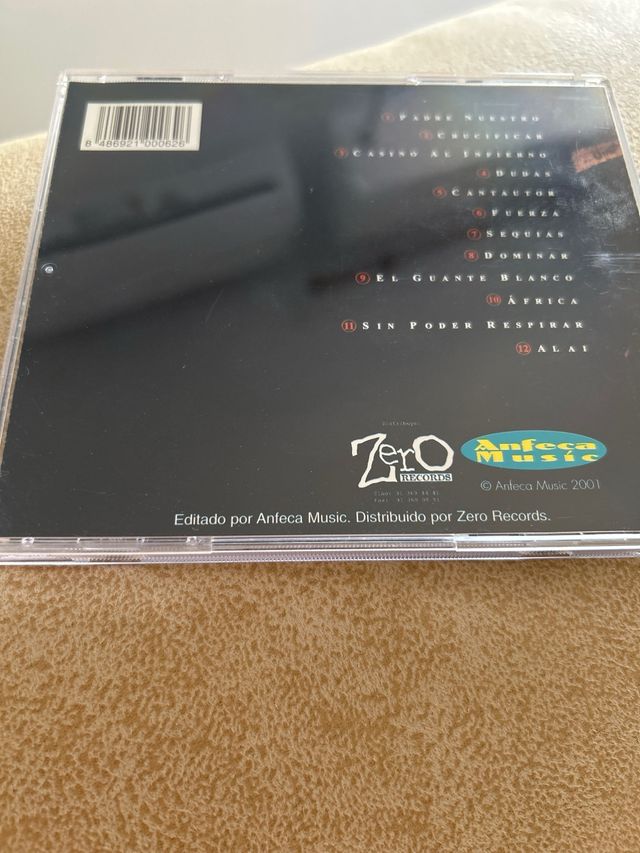 8 486921 000626
1 PADRE NUESTRO
2 CRUCIFICAR
3 CASINO AL INFIERNO
4 DUDAS
5 CANTAUTOR
6 FUERZA
7 SEQUIAS
8 DOMINAR
9 EL GUANTE BLANCO
10 ÁFRICA
11 SIN PODER RESPIRAR
12 ALAI
Distribuye:
ZerO
RECORDS
Anfeca
Music
© Anfeca Music 2001
Editado por Anfeca Music. Distribuido por Zero Records.